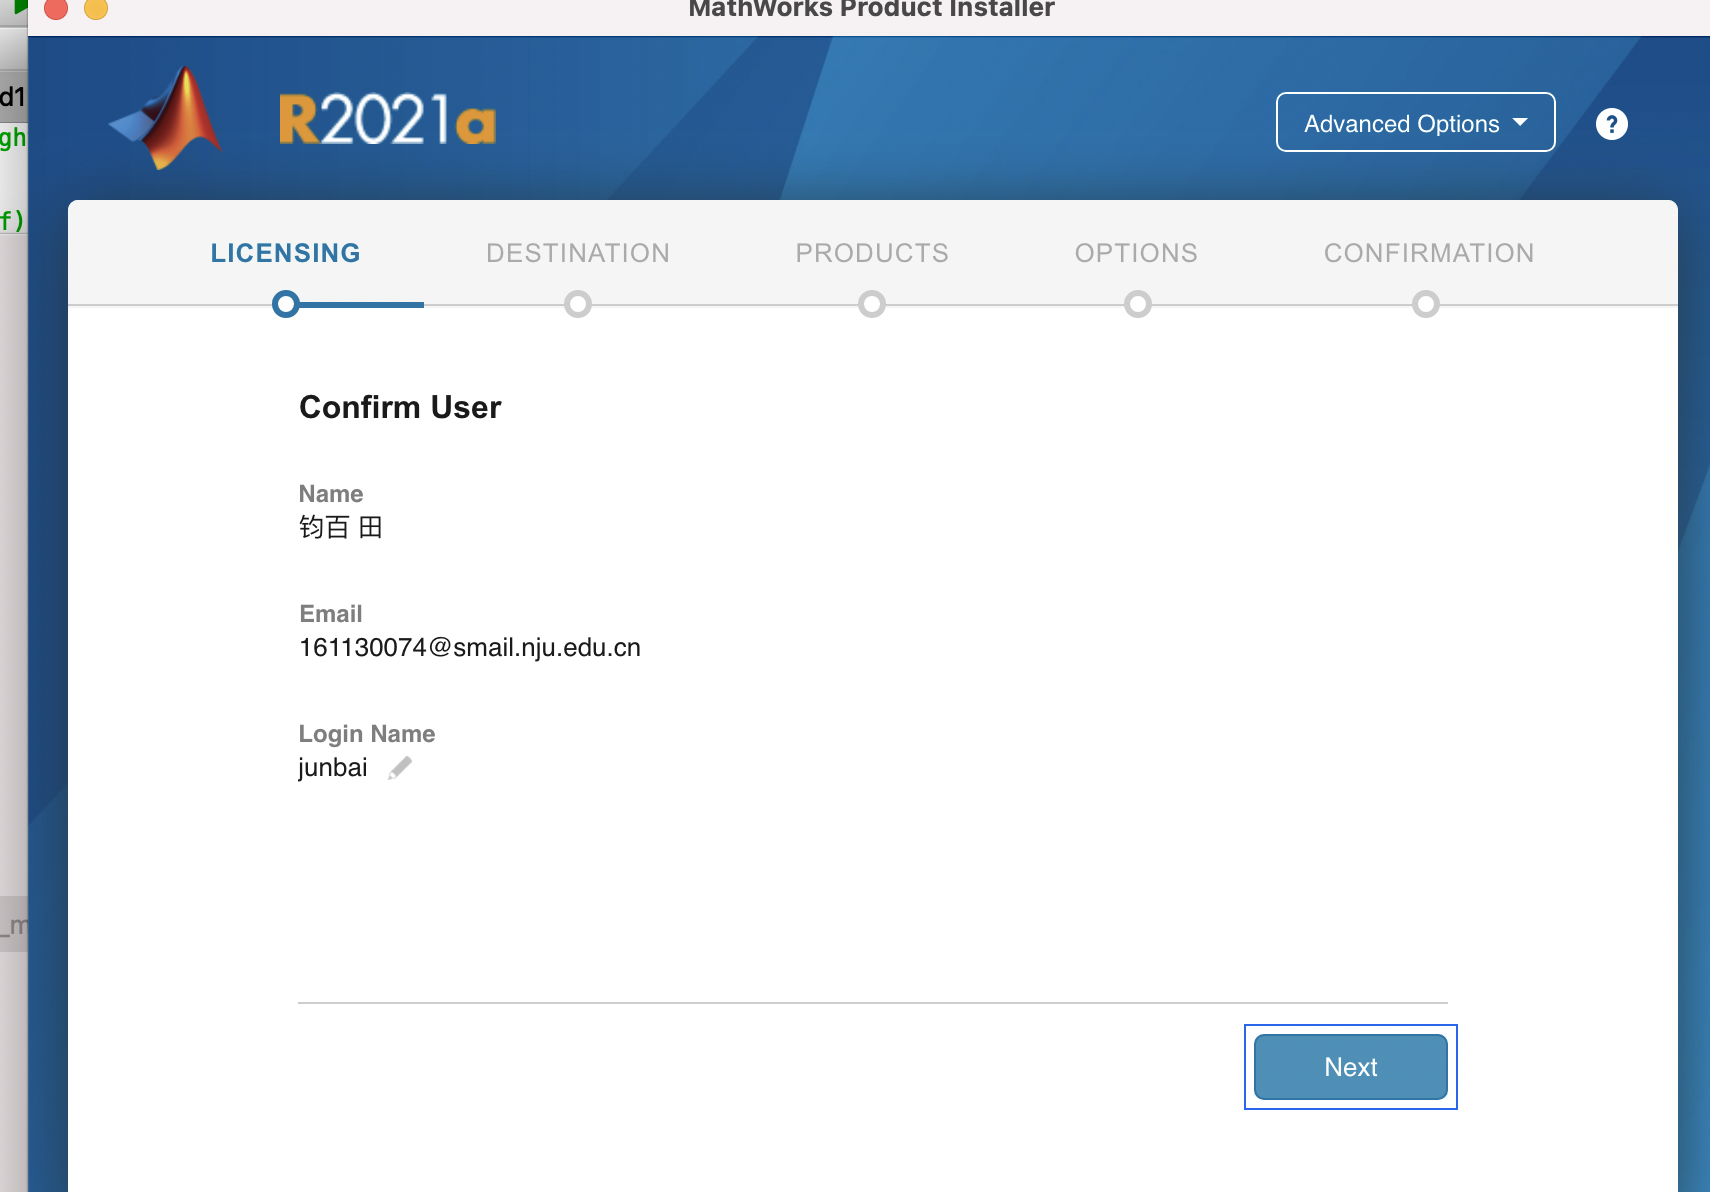 MathWorks Product Installer
R2021a
Advanced Options
?
LICENSING
DESTINATION
PRODUCTS
OPTIONS
CONFIRMATION
Confirm User
Name
钧百 田
Email
161130074@smail.nju.edu.cn
Login Name
junbai
Next
d1
gh
f)
_m